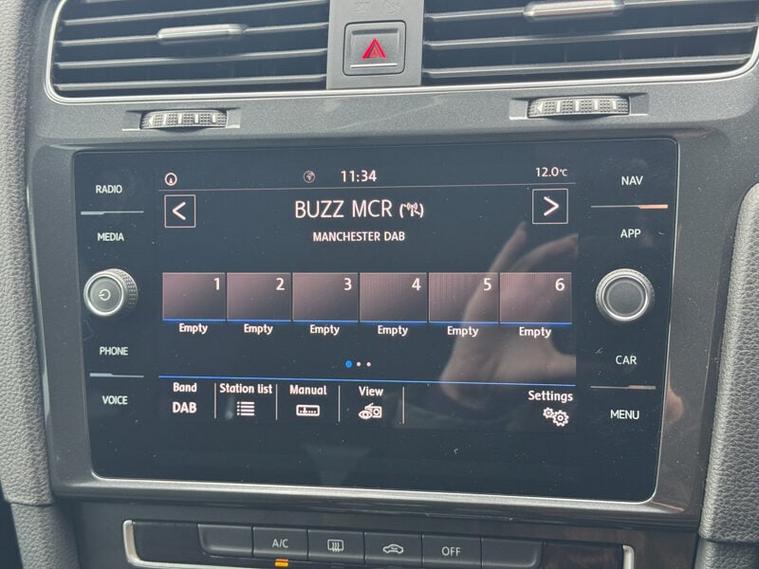 RADIO
MEDIA
PHONE
VOICE
11:34
12.0°C
BUZZ MCR
MANCHESTER DAB
1 2 3 4 5 6
Empty Empty Empty Empty Empty Empty
Band Station list Manual View Settings
DAB
NAV
APP
CAR
MENU
A/C OFF